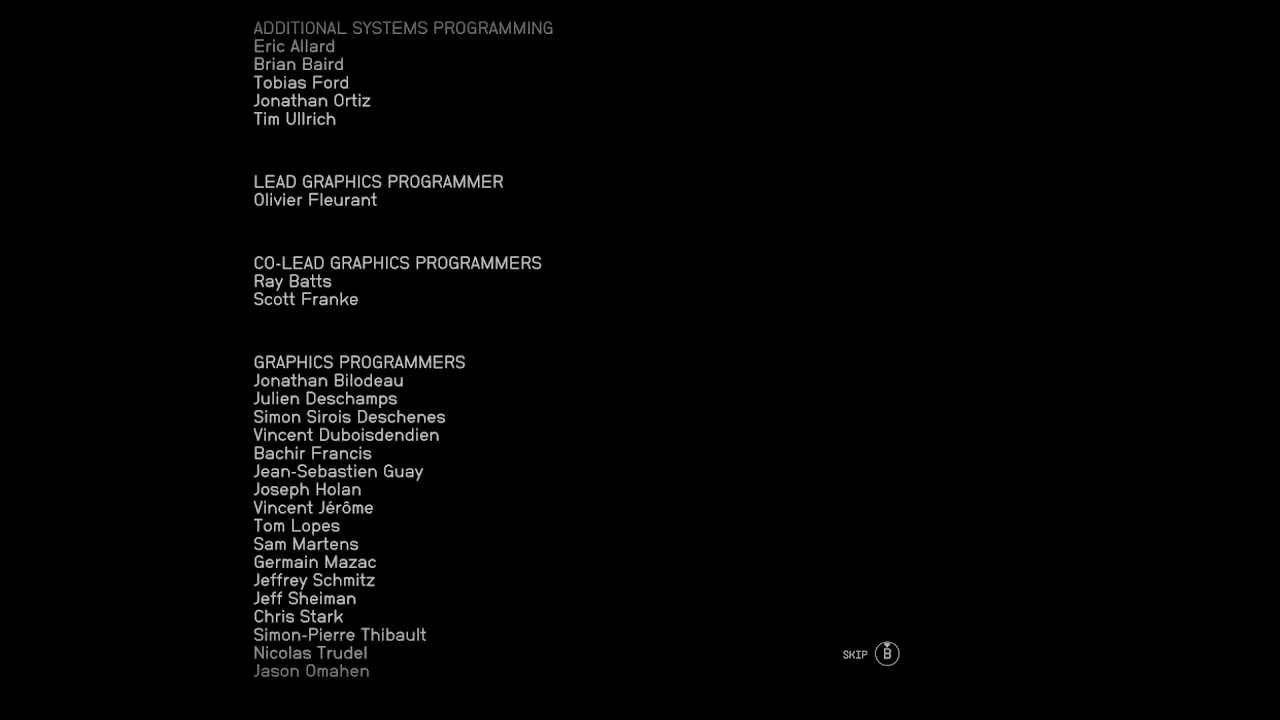 ADDITIONAL SYSTEMS PROGRAMMING
Eric Allard
Brian Baird
Tobias Ford
Jonathan Ortiz
Tim Ullrich
LEAD GRAPHICS PROGRAMMER
Olivier Fleurant
CO-LEAD GRAPHICS PROGRAMMERS
Ray Batts
Scott Franke
GRAPHICS PROGRAMMERS
Jonathan Bilodeau
Julien Deschamps
Simon Sirois Deschenes
Vincent Duboisdendien
Bachir Francis
Jean-Sebastien Guay
Joseph Holan
Vincent Jérôme
Tom Lopes
Sam Martens
Germain Mazac
Jeffrey Schmitz
Jeff Sheiman
Chris Stark
Simon-Pierre Thibault
Nicolas Trudel
Jason Omahen
SKIP B